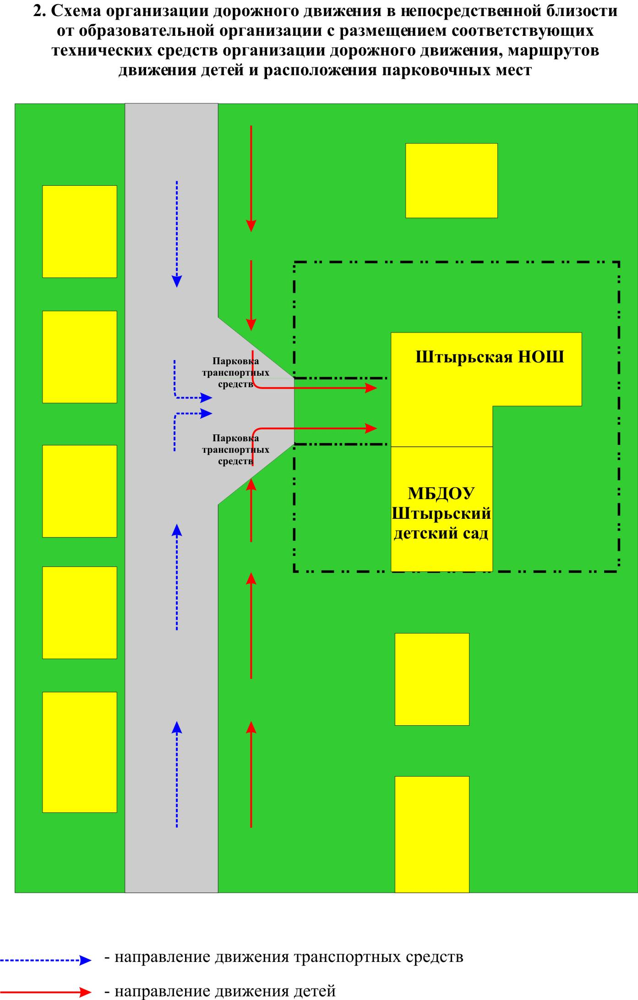 2. Схема организации дорожного движения в непосредственной близости
от образовательной организации с размещением соответствующих
технических средств организации дорожного движения, маршрутов
движения детей и расположения парковочных мест
Штырьская НОШ
Парковка
транспортных
средств
Парковка
транспортных
средств
МБДОУ
Штырьский
детский сад
- направление движения транспортных средств
- направление движения детей